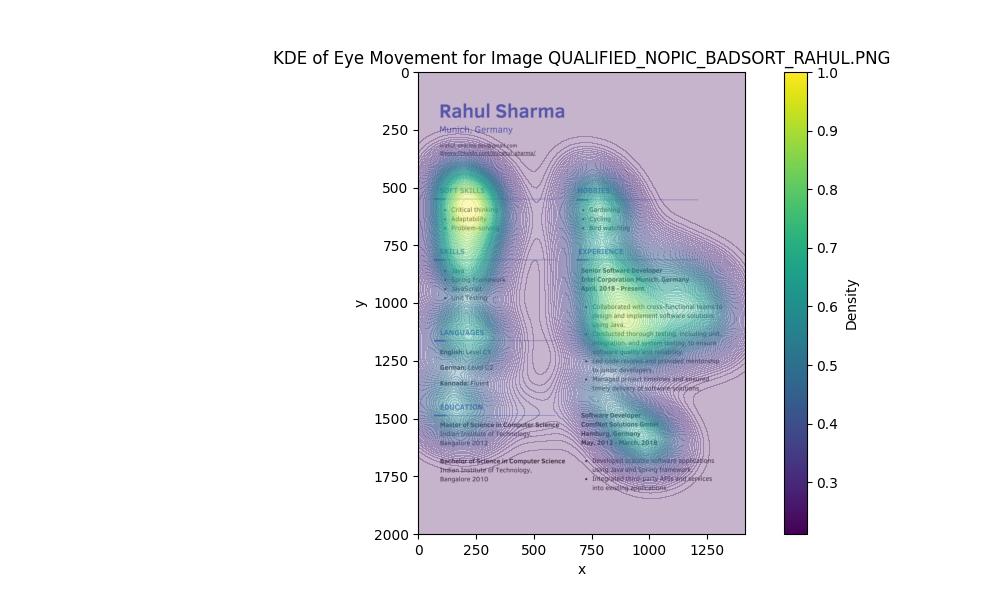 KDE of Eye Movement for Image QUALIFIED_NOPIC_BADSORT_RAHUL.PNG
0
250
500
750
1000
1250
1500
1750
2000
y
0
250
500
750
1000
1250
x
Rahul Sharma
Munich, Germany
SOFT SKILLS
• Critical thinking
• Adaptability
• Problem-solving
SKILLS
• Java
• Spring Framework
• JavaScript
• Unit Testing
LANGUAGES
English: Level C1
German: Level C2
Kannada: Fluent
EDUCATION
Master of Science in Computer Science
Indian Institute of Technology,
Bangalore 2012
Bachelor of Science in Computer Science
Indian Institute of Technology,
Bangalore 2010
HOBBIES
• Gardening
• Cycling
• Bird watching
EXPERIENCE
Senior Software Developer
Intel Corporation Munich, Germany
April, 2018 - Present
• Collaborated with cross-functional teams to
design and implement software solutions
using Java.
• Conducted thorough testing, including unit,
integration, and system testing, to ensure
software quality and reliability.
• Led code reviews and provided mentorship
to junior developers.
• Managed project timelines and ensured
timely delivery of software solutions.
Software Developer
ComfNet Solutions GmbH
Hamburg, Germany
May, 2012 - March, 2018
• Developed scalable software applications
using Java and Spring framework.
• Integrated third-party APIs and services
into existing applications.
1.0
0.9
0.8
0.7
0.6
0.5
0.4
0.3
Density